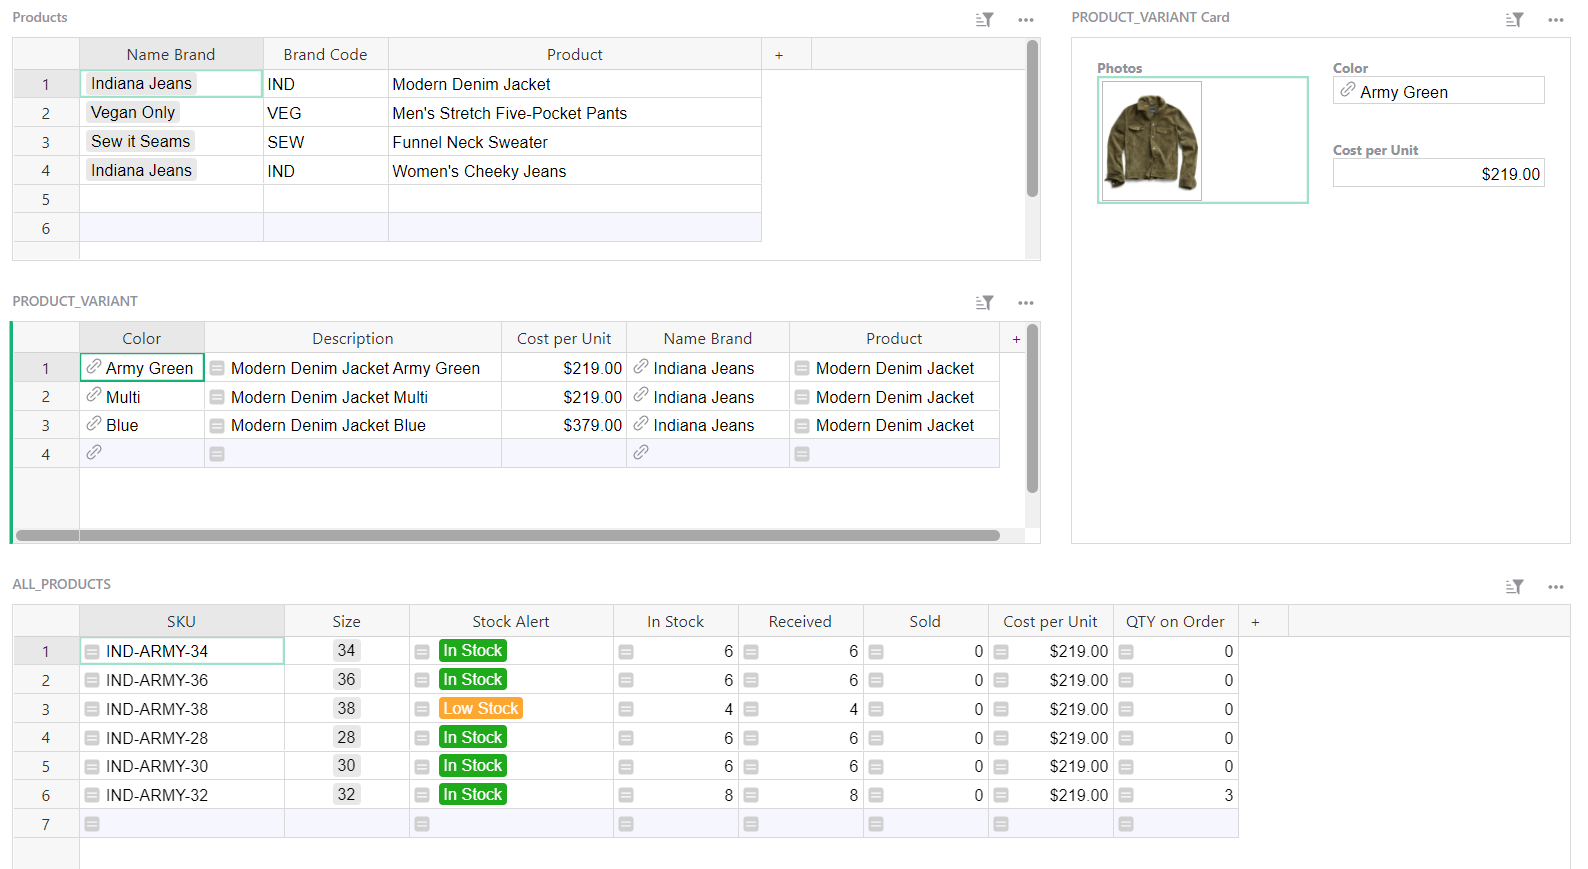 Products
Name Brand Brand Code Product +
1 Indiana Jeans IND Modern Denim Jacket
2 Vegan Only VEG Men's Stretch Five-Pocket Pants
3 Sew it Seams SEW Funnel Neck Sweater
4 Indiana Jeans IND Women's Cheeky Jeans
5
6
PRODUCT_VARIANT Card
Photos
Color
Army Green
Cost per Unit
$219.00
PRODUCT_VARIANT
Color Description Cost per Unit Name Brand Product +
1 Army Green Modern Denim Jacket Army Green $219.00 Indiana Jeans Modern Denim Jacket
2 Multi Modern Denim Jacket Multi $219.00 Indiana Jeans Modern Denim Jacket
3 Blue Modern Denim Jacket Blue $379.00 Indiana Jeans Modern Denim Jacket
4
ALL_PRODUCTS
SKU Size Stock Alert In Stock Received Sold Cost per Unit QTY on Order +
1 IND-ARMY-34 34 In Stock 6 6 0 $219.00 0
2 IND-ARMY-36 36 In Stock 6 6 0 $219.00 0
3 IND-ARMY-38 38 Low Stock 4 4 0 $219.00 0
4 IND-ARMY-28 28 In Stock 6 6 0 $219.00 0
5 IND-ARMY-30 30 In Stock 6 6 0 $219.00 0
6 IND-ARMY-32 32 In Stock 8 8 0 $219.00 3
7